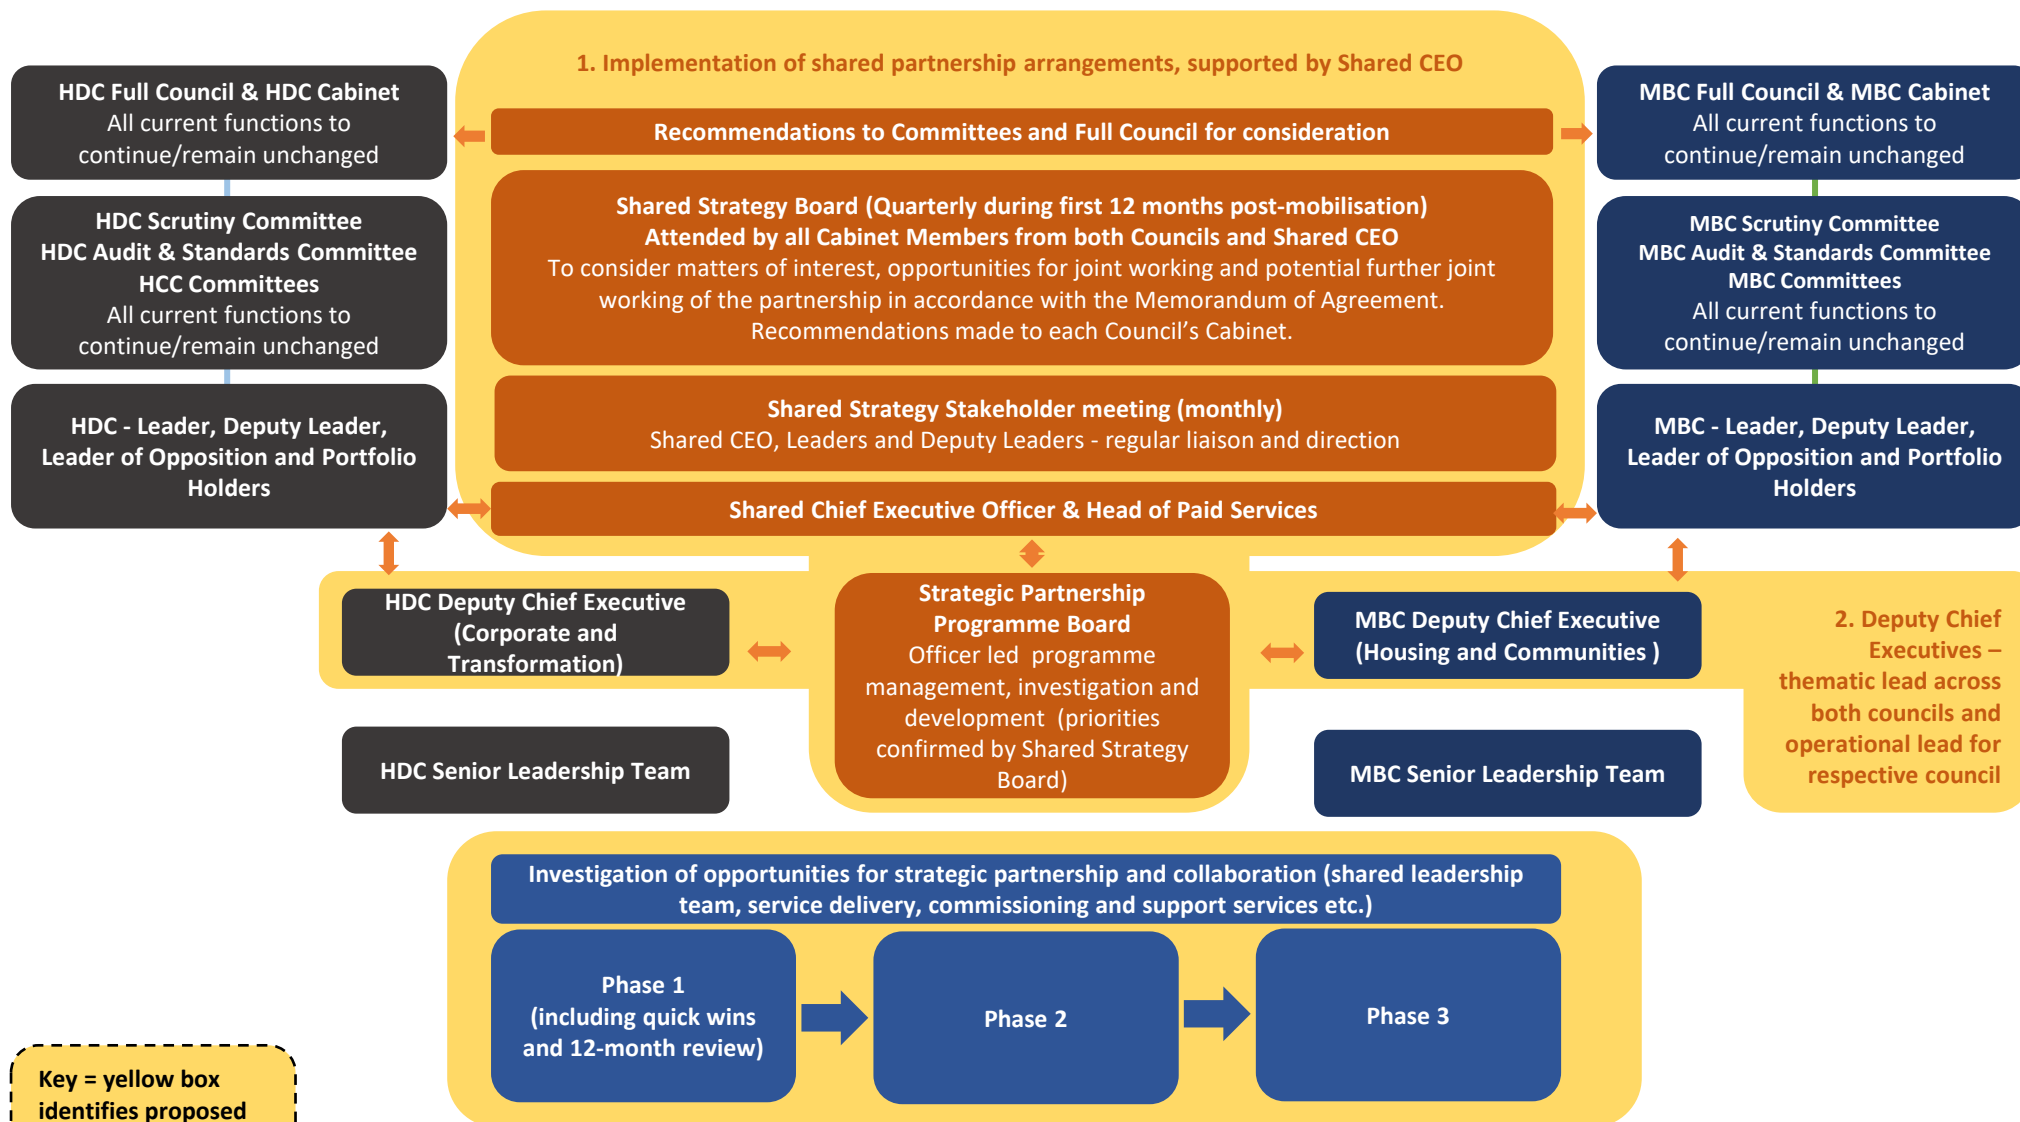 1. Implementation of shared partnership arrangements, supported by Shared CEO
HDC Full Council & HDC Cabinet
All current functions to
continue/remain unchanged
Recommendations to Committees and Full Council for consideration
MBC Full Council & MBC Cabinet
All current functions to
continue/remain unchanged
HDC Scrutiny Committee
HDC Audit & Standards Committee
HCC Committees
All current functions to
continue/remain unchanged
Shared Strategy Board (Quarterly during first 12 months post-mobilisation)
Attended by all Cabinet Members from both Councils and Shared CEO
To consider matters of interest, opportunities for joint working and potential further joint
working of the partnership in accordance with the Memorandum of Agreement.
Recommendations made to each Council's Cabinet.
MBC Scrutiny Committee
MBC Audit & Standards Committee
MBC Committees
All current functions to
continue/remain unchanged
HDC - Leader, Deputy Leader,
Leader of Opposition and Portfolio
Holders
Shared Strategy Stakeholder meeting (monthly)
Shared CEO, Leaders and Deputy Leaders - regular liaison and direction
MBC - Leader, Deputy Leader,
Leader of Opposition and Portfolio
Holders
Shared Chief Executive Officer & Head of Paid Services
HDC Deputy Chief Executive
(Corporate and
Transformation)
Strategic Partnership
Programme Board
Officer led programme
management, investigation and
development (priorities
confirmed by Shared Strategy
Board)
MBC Deputy Chief Executive
(Housing and Communities )
2. Deputy Chief
Executives –
thematic lead across
both councils and
operational lead for
respective council
HDC Senior Leadership Team
MBC Senior Leadership Team
Investigation of opportunities for strategic partnership and collaboration (shared leadership
team, service delivery, commissioning and support services etc.)
Phase 1
(including quick wins
and 12-month review)
Phase 2
Phase 3
Key = yellow box
identifies proposed